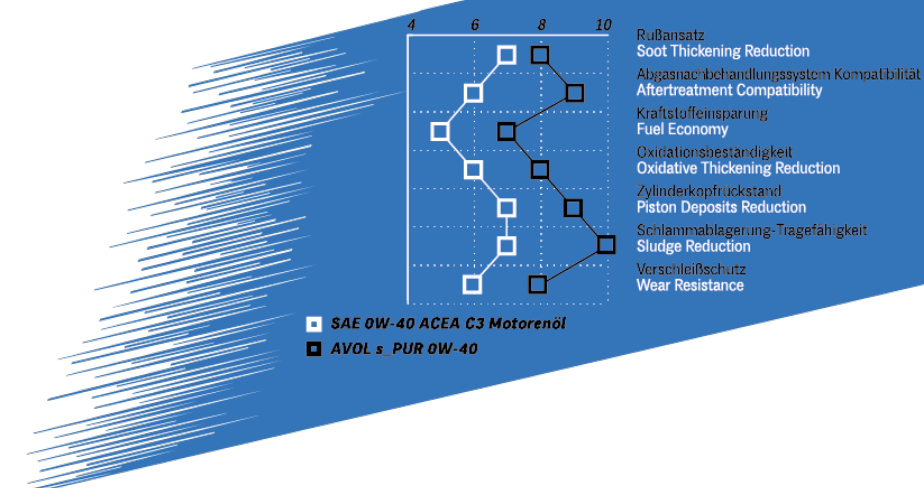 4 6 8 10
Rußansatz
Soot Thickening Reduction
Abgasnachbehandlungssystem Kompatibilität
Aftertreatment Compatibility
Kraftstoffeinsparung
Fuel Economy
Oxidationsbeständigkeit
Oxidative Thickening Reduction
Zylinderkopfrückstand
Piston Deposits Reduction
Schlammablagerung-Tragefähigkeit
Sludge Reduction
Verschleißschutz
Wear Resistance
SAE 0W-40 ACEA C3 Motorenöl
AVOL s_PUR 0W-40